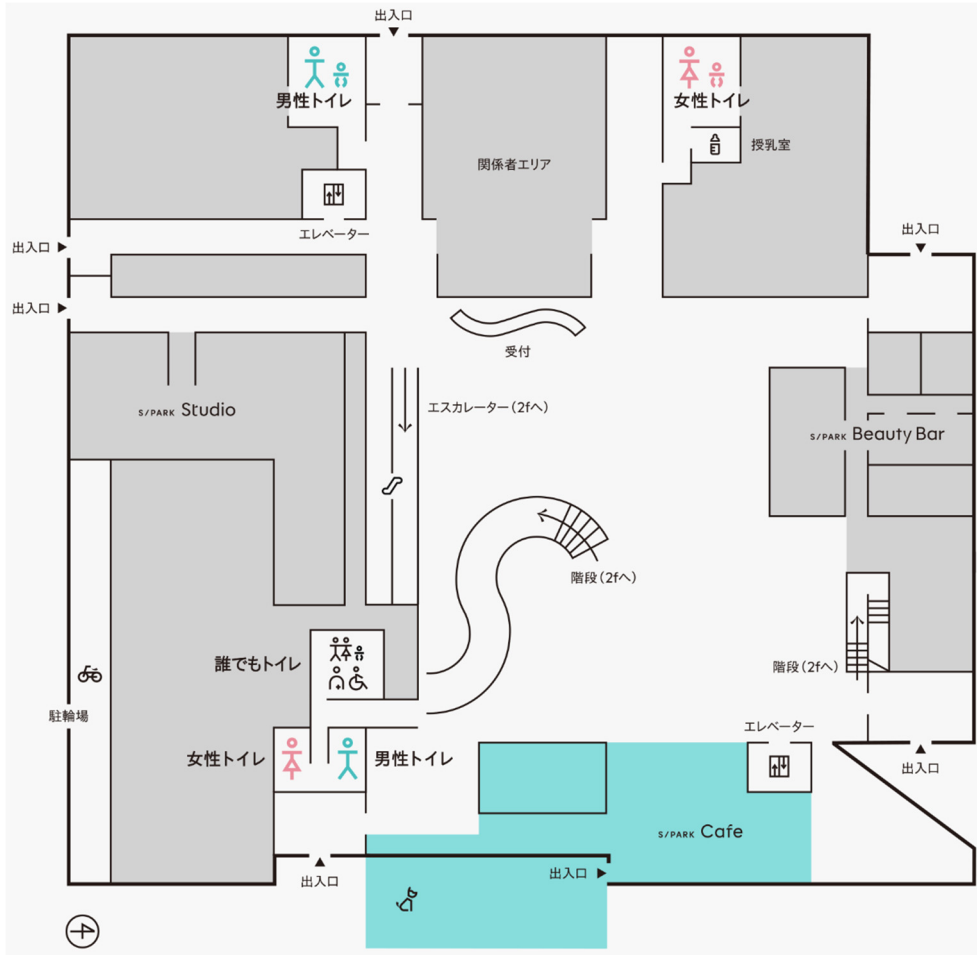 出入口
男性トイレ
女性トイレ
授乳室
関係者エリア
エレベーター
出入口
出入口
出入口
受付
S/PARK Studio
エスカレーター(2fへ)
S/PARK Beauty Bar
階段(2fへ)
誰でもトイレ
階段(2fへ)
駐輪場
エレベーター
女性トイレ
男性トイレ
出入口
S/PARK Cafe
出入口
出入口